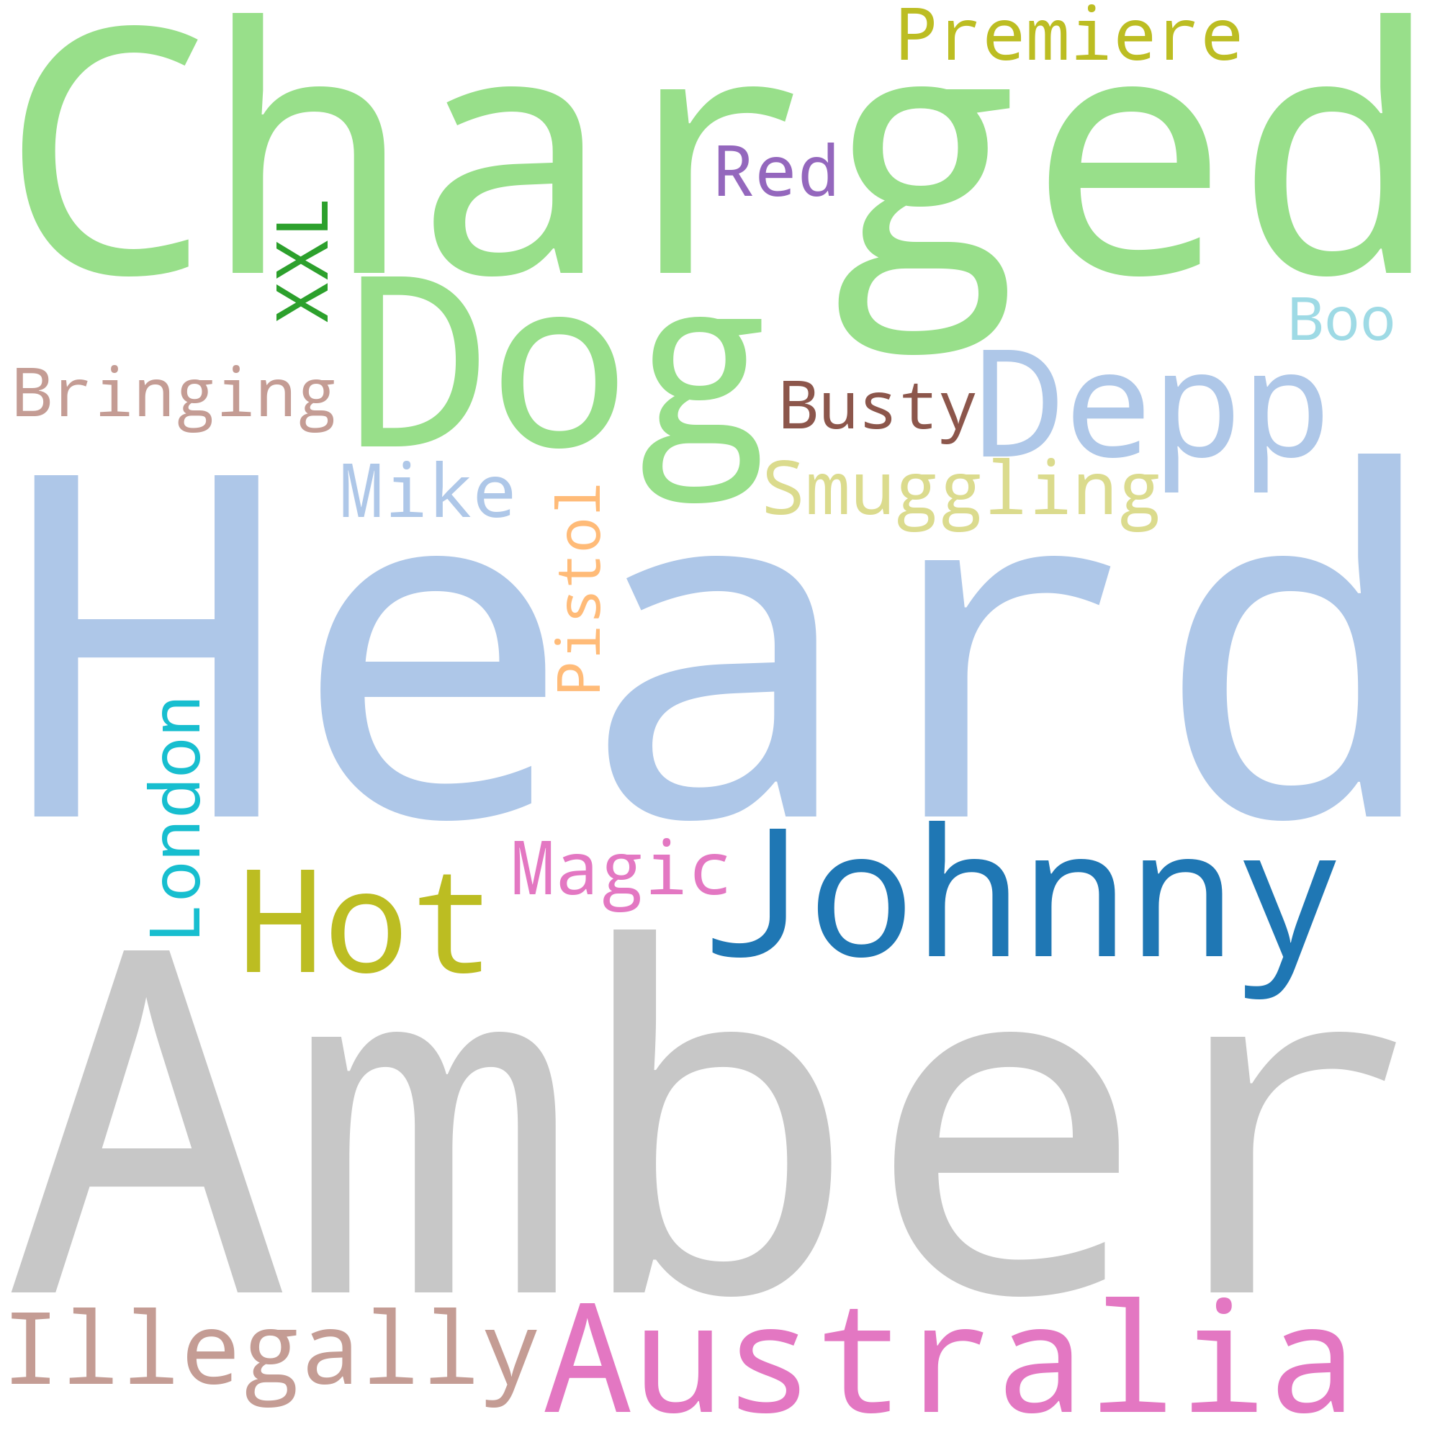 Premiere
Charged
Red
XXL
Dog
Boo
Bringing
Busty
Depp
Mike
Smuggling
Pistol
Heard
London
Magic
Johnny
Hot
Amber
Illegally
Australia